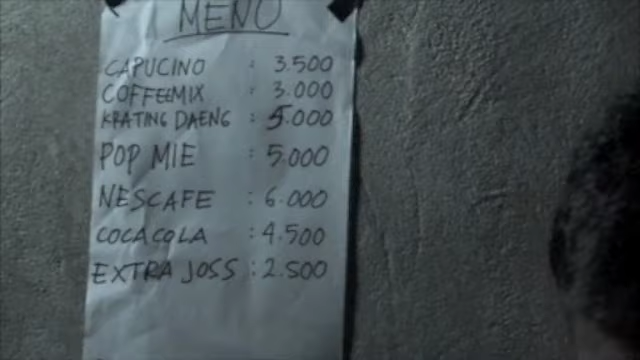 MENU
CAPUCINO : 3.500
COFFEMIX : 3.000
KRATING DAENG : 5.000
POP MIE : 5.000
NESCAFE : 6.000
COCACOLA : 4.500
EXTRA JOSS : 2.500